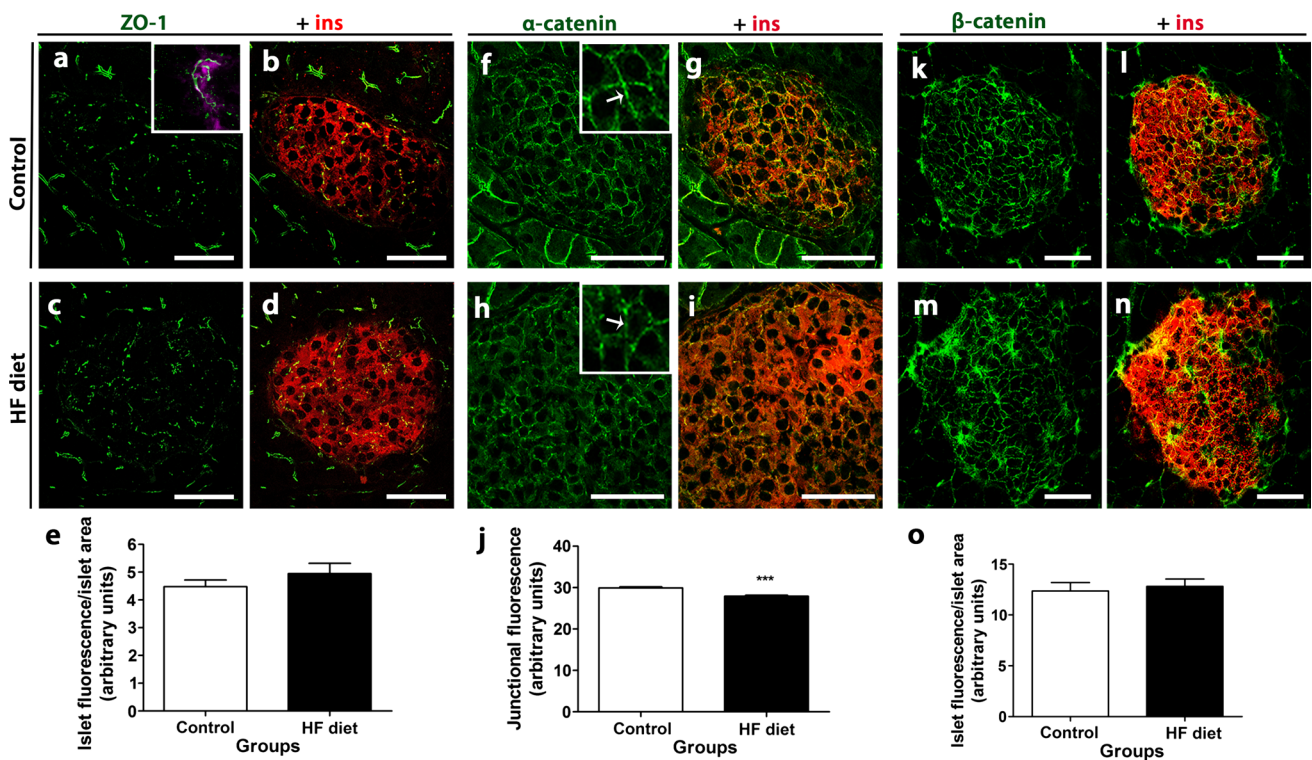 ZO-1 + ins α-catenin + ins β-catenin + ins
Control
a b f g k l
HF diet
c d h i m n
e
Islet fluorescence/islet area
(arbitrary units)
6
5
4
3
2
1
0
Control HF diet
Groups
j
Junctional fluorescence
(arbitrary units)
40
30
20
10
0
***
Control HF diet
Groups
o
Islet fluorescence/islet area
(arbitrary units)
15
10
5
0
Control HF diet
Groups